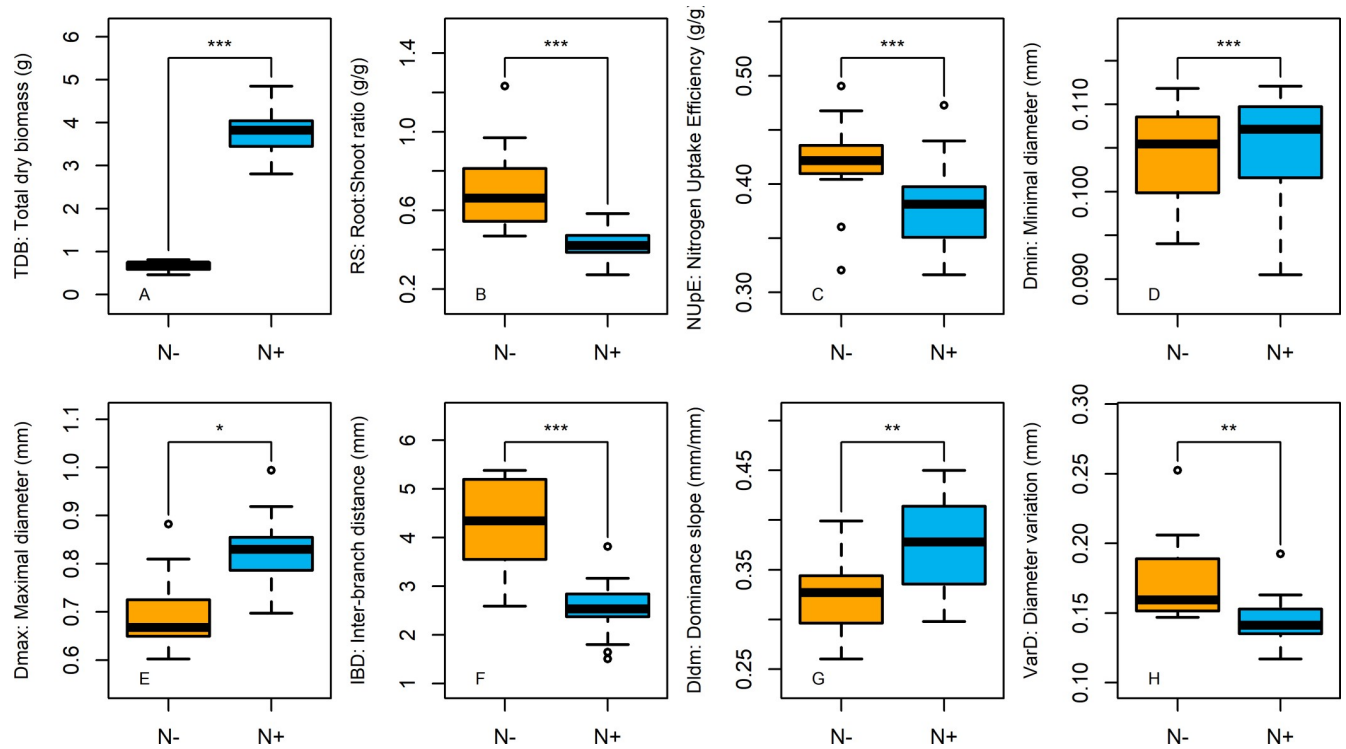 TDB: Total dry biomass (g)
6
5
4
3
2
1
0
***
A
N-
N+
RS: Root:Shoot ratio (g/g)
1.4
1.0
0.6
0.2
***
B
N-
N+
NUpE: Nitrogen Uptake Efficiency (g/g)
0.50
0.40
0.30
***
C
N-
N+
Dmin: Minimal diameter (mm)
0.110
0.100
0.090
***
D
N-
N+
Dmax: Maximal diameter (mm)
1.1
1.0
0.9
0.8
0.7
0.6
*
E
N-
N+
IBD: Inter-branch distance (mm)
6
5
4
3
2
1
***
F
N-
N+
DIdm: Dominance slope (mm/mm)
0.45
0.35
0.25
**
G
N-
N+
VarD: Diameter variation (mm)
0.30
0.25
0.20
0.15
0.10
**
H
N-
N+